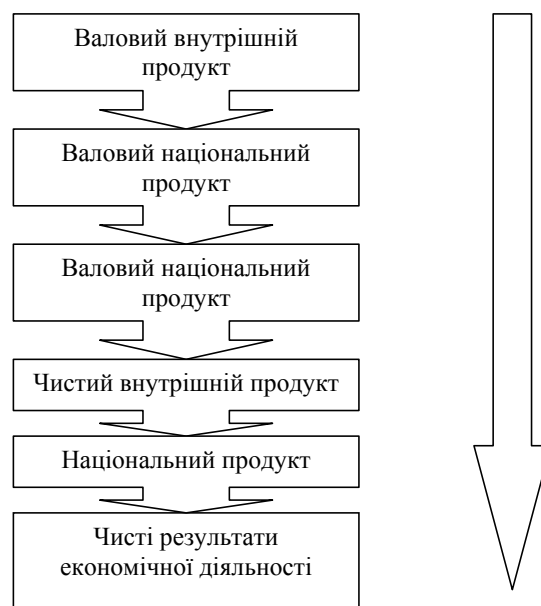 Валовий внутрішній
продукт
Валовий національний
продукт
Валовий національний
продукт
Чистий внутрішній продукт
Національний продукт
Чисті результати
економічної діяльності